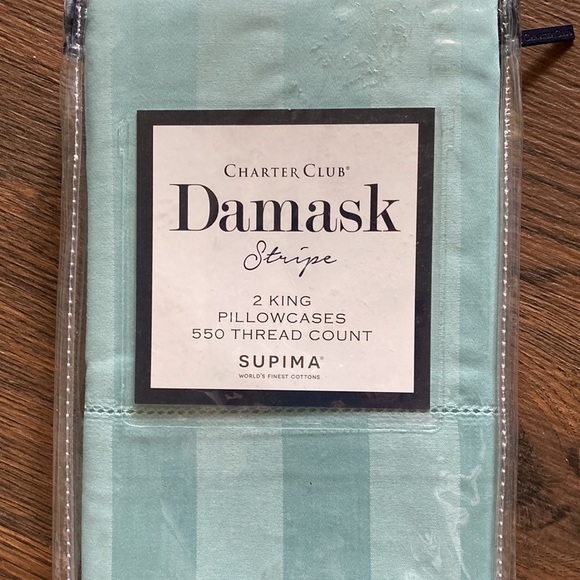 CHARTER CLUB®
Damask
Stripe
2 KING
PILLOWCASES
550 THREAD COUNT
SUPIMA®
WORLD'S FINEST COTTONS